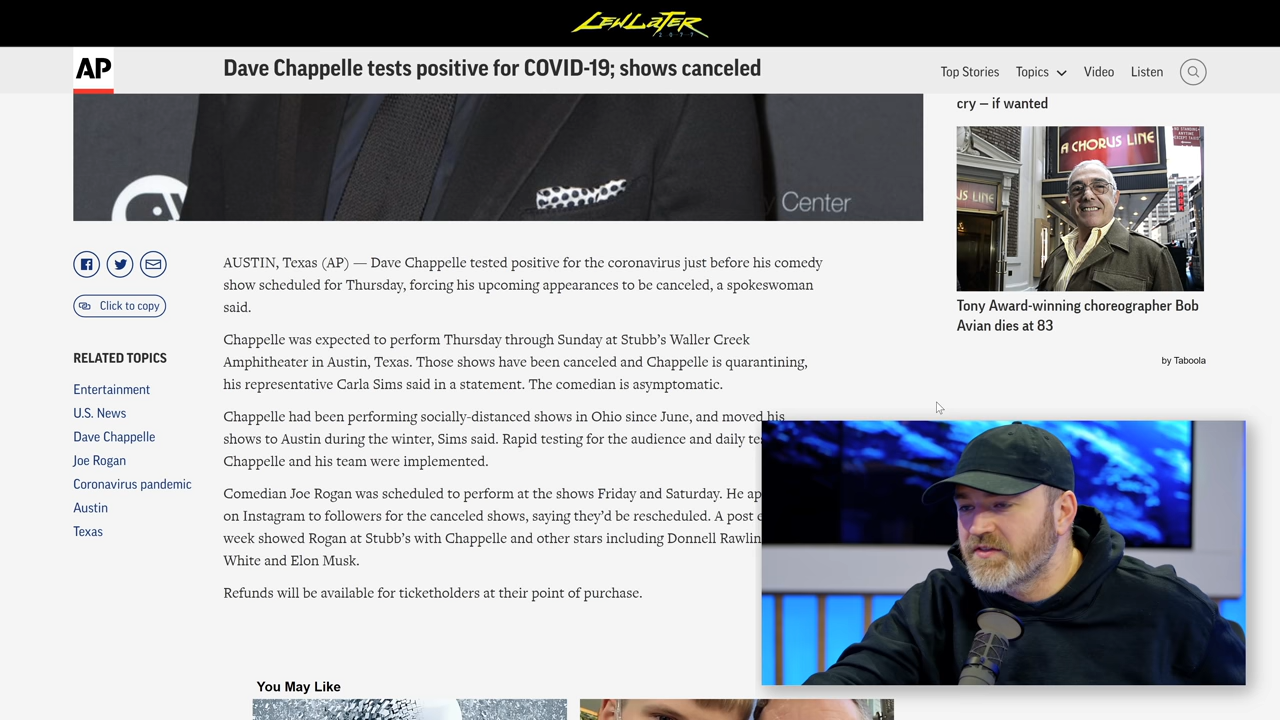 LEWLATER
2077
AP
Dave Chappelle tests positive for COVID-19; shows canceled
Top Stories
Topics
Video
Listen
cry – if wanted
A CHORUS LINE
US LINE
Center
Tony Award-winning choreographer Bob
Avian dies at 83
by Taboola
Click to copy
RELATED TOPICS
Entertainment
U.S. News
Dave Chappelle
Joe Rogan
Coronavirus pandemic
Austin
Texas
AUSTIN, Texas (AP) — Dave Chappelle tested positive for the coronavirus just before his comedy
show scheduled for Thursday, forcing his upcoming appearances to be canceled, a spokeswoman
said.
Chappelle was expected to perform Thursday through Sunday at Stubb’s Waller Creek
Amphitheater in Austin, Texas. Those shows have been canceled and Chappelle is quarantining,
his representative Carla Sims said in a statement. The comedian is asymptomatic.
Chappelle had been performing socially-distanced shows in Ohio since June, and moved his
shows to Austin during the winter, Sims said. Rapid testing for the audience and daily
Chappelle and his team were implemented.
Comedian Joe Rogan was scheduled to perform at the shows Friday and Saturday. He
on Instagram to followers for the canceled shows, saying they’d be rescheduled. A post
week showed Rogan at Stubb’s with Chappelle and other stars including Donnell
White and Elon Musk.
Refunds will be available for ticketholders at their point of purchase.
You May Like